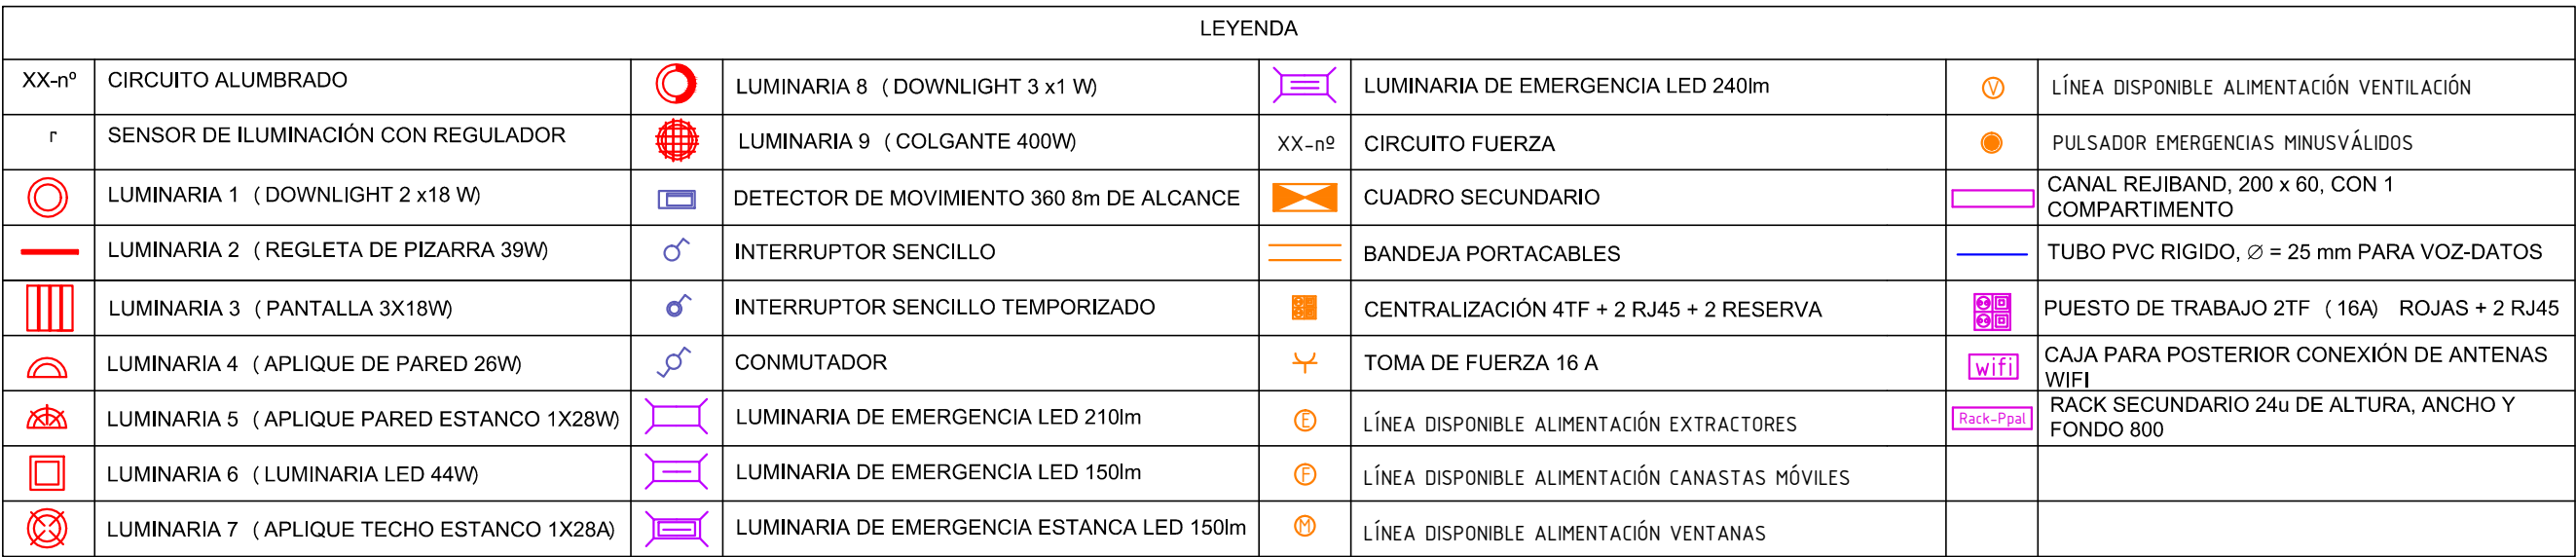 LEYENDA
XX-nº CIRCUITO ALUMBRADO
LUMINARIA 8 ( DOWNLIGHT 3 x1 W)
LUMINARIA DE EMERGENCIA LED 240lm
V LÍNEA DISPONIBLE ALIMENTACIÓN VENTILACIÓN
r SENSOR DE ILUMINACIÓN CON REGULADOR
LUMINARIA 9 ( COLGANTE 400W)
XX-nº CIRCUITO FUERZA
PULSADOR EMERGENCIAS MINUSVÁLIDOS
LUMINARIA 1 ( DOWNLIGHT 2 x18 W)
DETECTOR DE MOVIMIENTO 360 8m DE ALCANCE
CUADRO SECUNDARIO
CANAL REJIBAND, 200 x 60, CON 1
COMPARTIMENTO
LUMINARIA 2 ( REGLETA DE PIZARRA 39W)
INTERRUPTOR SENCILLO
BANDEJA PORTACABLES
TUBO PVC RIGIDO, ∅ = 25 mm PARA VOZ-DATOS
LUMINARIA 3 ( PANTALLA 3X18W)
INTERRUPTOR SENCILLO TEMPORIZADO
CENTRALIZACIÓN 4TF + 2 RJ45 + 2 RESERVA
PUESTO DE TRABAJO 2TF ( 16A) ROJAS + 2 RJ45
LUMINARIA 4 ( APLIQUE DE PARED 26W)
CONMUTADOR
TOMA DE FUERZA 16 A
wifi CAJA PARA POSTERIOR CONEXIÓN DE ANTENAS
WIFI
LUMINARIA 5 ( APLIQUE PARED ESTANCO 1X28W)
LUMINARIA DE EMERGENCIA LED 210lm
E LÍNEA DISPONIBLE ALIMENTACIÓN EXTRACTORES
Rack-Ppal RACK SECUNDARIO 24u DE ALTURA, ANCHO Y
FONDO 800
LUMINARIA 6 ( LUMINARIA LED 44W)
LUMINARIA DE EMERGENCIA LED 150lm
F LÍNEA DISPONIBLE ALIMENTACIÓN CANASTAS MÓVILES
LUMINARIA 7 ( APLIQUE TECHO ESTANCO 1X28A)
LUMINARIA DE EMERGENCIA ESTANCA LED 150lm
M LÍNEA DISPONIBLE ALIMENTACIÓN VENTANAS